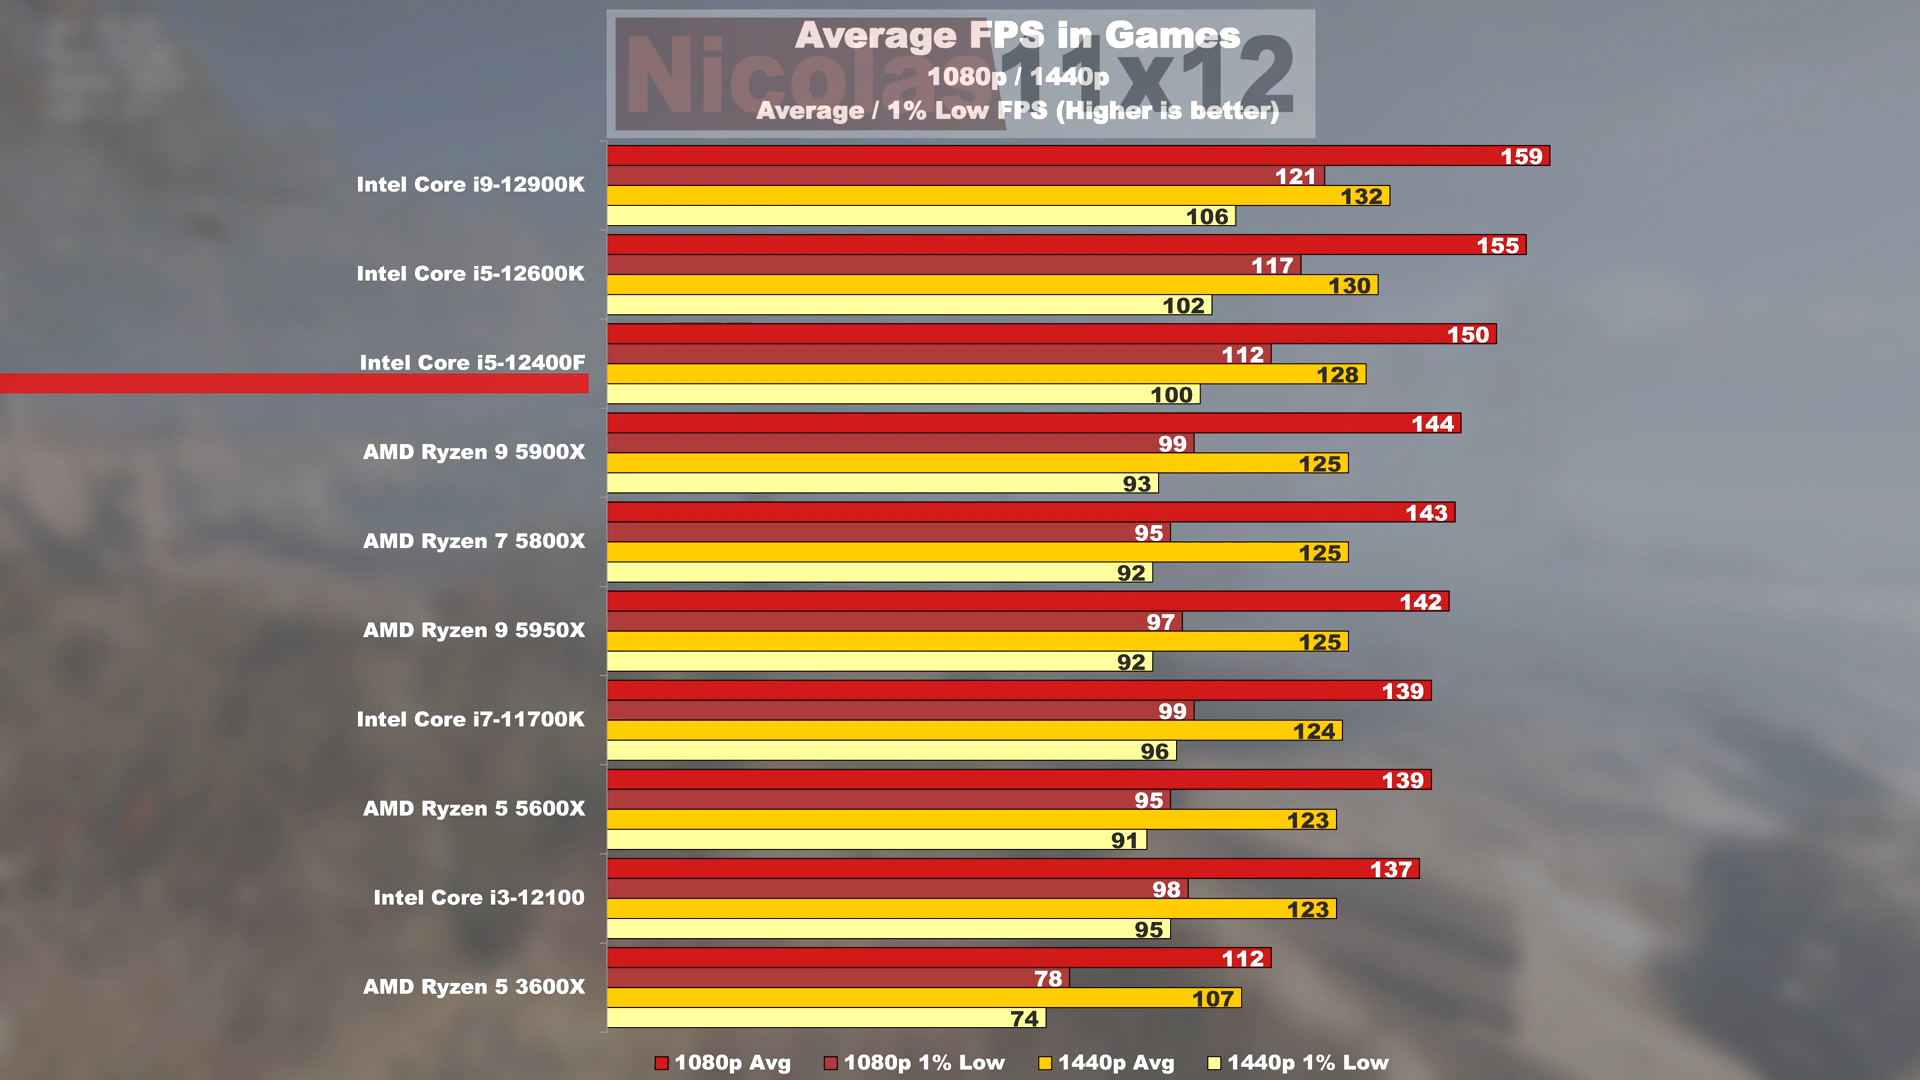 Average FPS in Games
1080p / 1440p
Average / 1% Low FPS (Higher is better)
Nicolas11x12
Intel Core i9-12900K
159
121
132
106
Intel Core i5-12600K
155
117
130
102
Intel Core i5-12400F
150
112
128
100
AMD Ryzen 9 5900X
144
99
125
93
AMD Ryzen 7 5800X
143
95
125
92
AMD Ryzen 9 5950X
142
97
125
92
Intel Core i7-11700K
139
99
124
96
AMD Ryzen 5 5600X
139
95
123
91
Intel Core i3-12100
137
98
123
95
AMD Ryzen 5 3600X
112
78
107
74
1080p Avg 1080p 1% Low 1440p Avg 1440p 1% Low